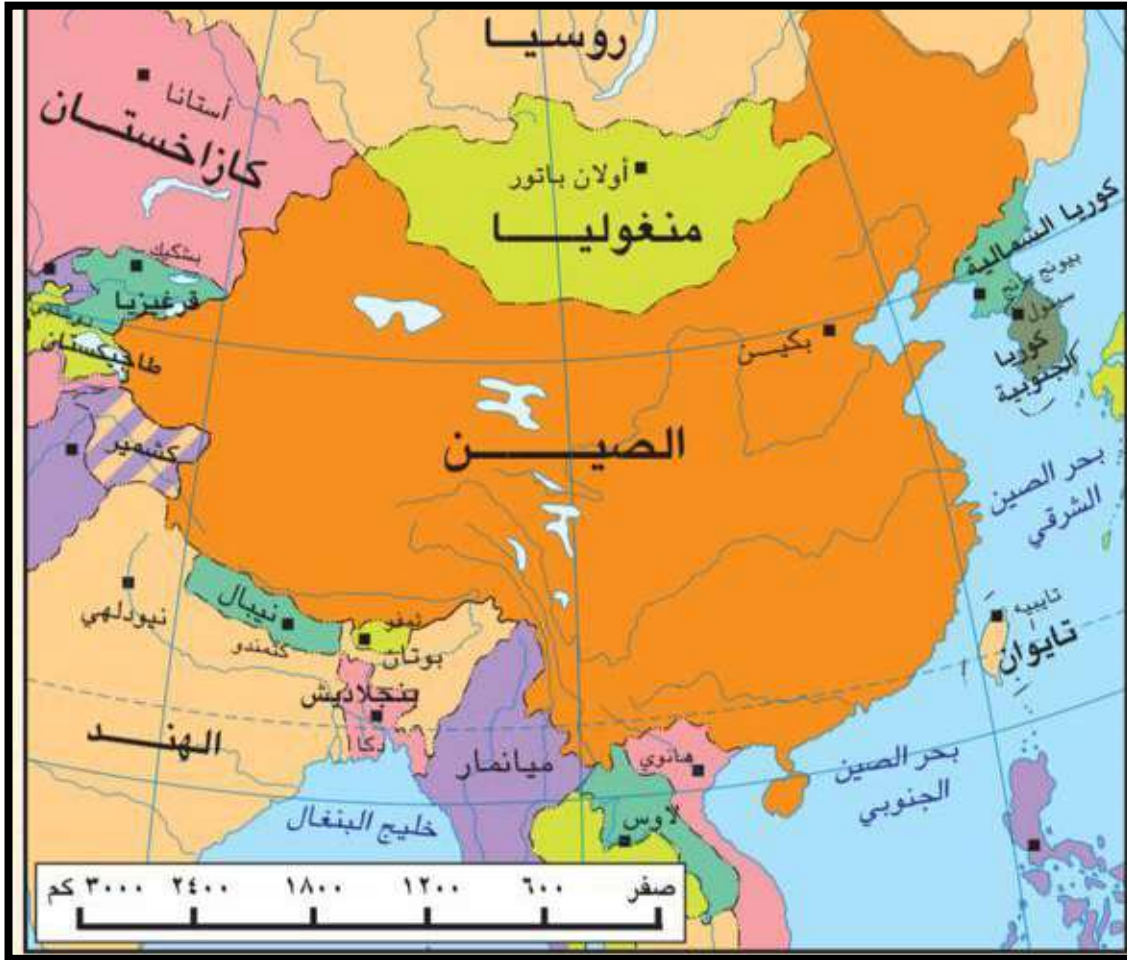 روسيا
أستانا
كازاخستان
أولان باتور
منغوليا
كوريا الشمالية
بيونج يانج
سيول
كوريا
الجنوبية
بشكيك
قرغيزيا
طاجيكستان
بكين
الصين
كشمير
بحر الصين
الشرقي
نيودلهي
نيبال
كتمندو
بوتان
تايبيه
تايوان
بنجلاديش
دكا
الهند
ميانمار
هانوي
لاوس
بحر الصين
الجنوبي
خليج البنغال
صفر ٦٠٠ ١٢٠٠ ١٨٠٠ ٢٤٠٠ ٣٠٠٠ كم